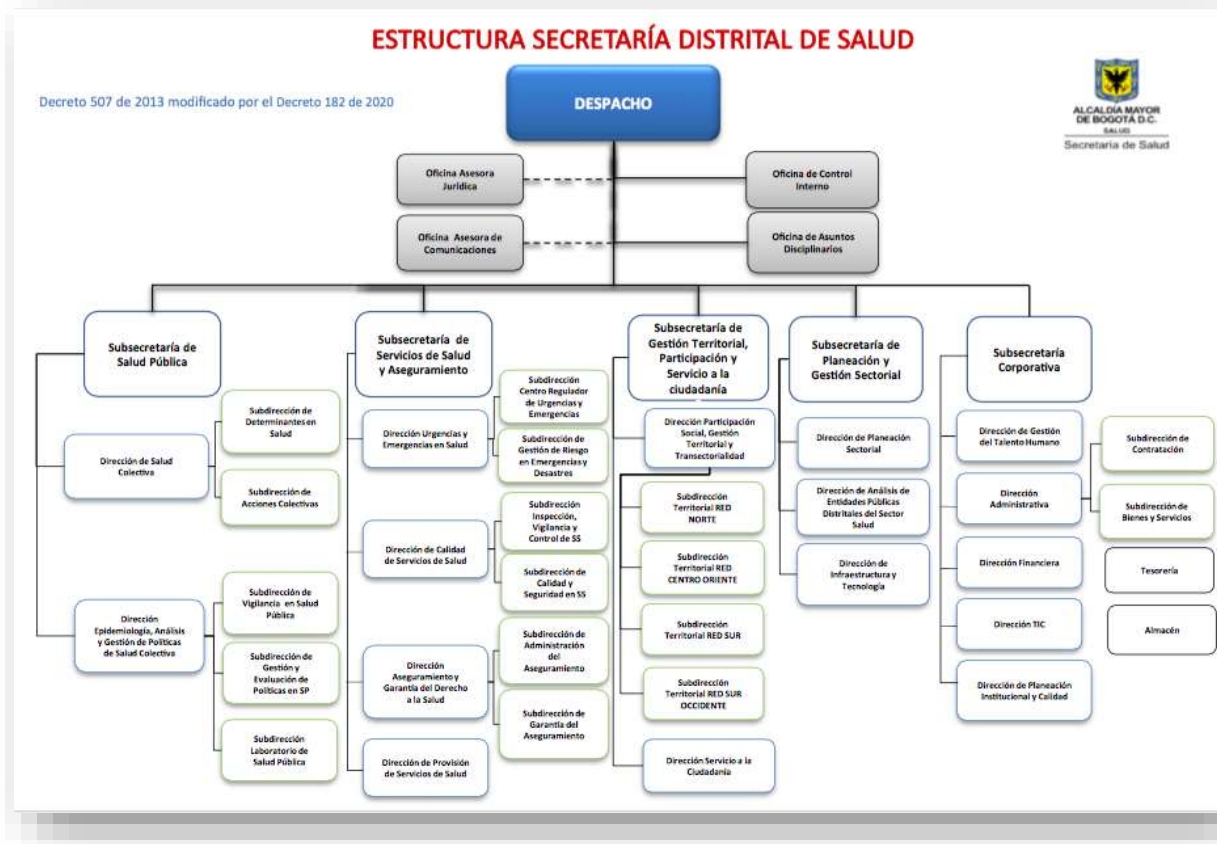 ESTRUCTURA SECRETARÍA DISTRITAL DE SALUD
Decreto 507 de 2013 modificado por el Decreto 182 de 2020
DESPACHO
ALCALDÍA MAYOR
DE BOGOTÁ D.C.
SALUD
Secretaría de Salud
Oficina Asesora
Jurídica
Oficina de Control
Interno
Oficina Asesora de
Comunicaciones
Oficina de Asuntos
Disciplinarios
Subsecretaría de
Salud Pública
Dirección de Salud
Colectiva
Subdirección de
Determinantes en
Salud
Subdirección de
Acciones Colectivas
Dirección
Epidemiología, Análisis
y Gestión de Políticas
de Salud Colectiva
Subdirección de
Vigilancia en Salud
Pública
Subdirección de
Gestión y
Evaluación de
Políticas en SP
Subdirección
Laboratorio de
Salud Pública
Subsecretaría de
Servicios de Salud
y Aseguramiento
Dirección Urgencias y
Emergencias en Salud
Subdirección
Centro Regulador
de Urgencias y
Emergencias
Subdirección de
Gestión de Riesgo
en Emergencias y
Desastres
Dirección de Calidad
de Servicios de Salud
Subdirección
Inspección,
Vigilancia y
Control de SS
Subdirección de
Calidad y
Seguridad en SS
Dirección
Aseguramiento y
Garantía del Derecho
a la Salud
Subdirección de
Administración
del
Aseguramiento
Subdirección de
Garantía del
Aseguramiento
Dirección de Provisión
de Servicios de Salud
Subsecretaría de
Gestión Territorial,
Participación y
Servicio a la
ciudadanía
Dirección Participación
Social, Gestión
Territorial y
Transectorialidad
Subdirección
Territorial RED
NORTE
Subdirección
Territorial RED
CENTRO ORIENTE
Subdirección
Territorial RED SUR
Subdirección
Territorial RED SUR
OCCIDENTE
Dirección Servicio a la
Ciudadanía
Subsecretaría de
Planeación y
Gestión Sectorial
Dirección de Planeación
Sectorial
Dirección de Análisis de
Entidades Públicas
Distritales del Sector
Salud
Dirección de
Infraestructura y
Tecnología
Subsecretaría
Corporativa
Dirección de Gestión
del Talento Humano
Dirección
Administrativa
Subdirección de
Contratación
Subdirección de
Bienes y Servicios
Dirección Financiera
Tesorería
Dirección TIC
Almacén
Dirección de Planeación
Institucional y Calidad